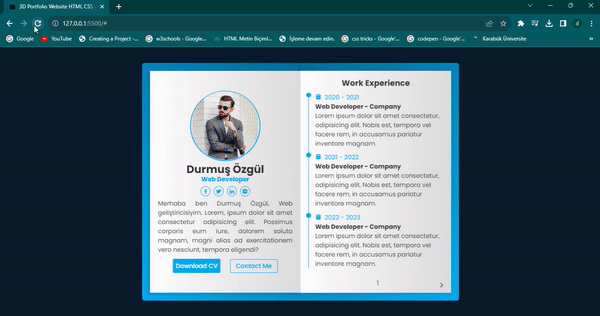 3D Portfolio Website HTML CSS
127.0.0.1:5500/#
Google
YouTube
Creating a Project -...
w3schools - Google'...
HTML Metin Biçiml...
İşleme devam edin.
css tricks - Google'...
codepen - Google'...
Karabük Üniversite
Durmuş Özgül
Web Developer
Merhaba ben Durmuş Özgül, Web
geliştiricisiyim. Lorem, ipsum dolor sit amet
consectetur adipisicing elit. Possimus
corporis eum iure, dolorem soluta
magnam, magni alias ad exercitationem
vero nesciunt, tempora eligendi?
Download CV
Contact Me
Work Experience
2020 - 2021
Web Developer - Company
Lorem ipsum dolor sit amet consectetur,
adipisicing elit. Nobis est, tempora vel
facere rem, in accusamus pariatur
inventore magnam.
2021 - 2022
Web Developer - Company
Lorem ipsum dolor sit amet consectetur,
adipisicing elit. Nobis est, tempora vel
facere rem, in accusamus pariatur
inventore magnam.
2022 - 2023
Web Developer - Company
Lorem ipsum dolor sit amet consectetur,
adipisicing elit. Nobis est, tempora vel
facere rem, in accusamus pariatur
inventore magnam.
1